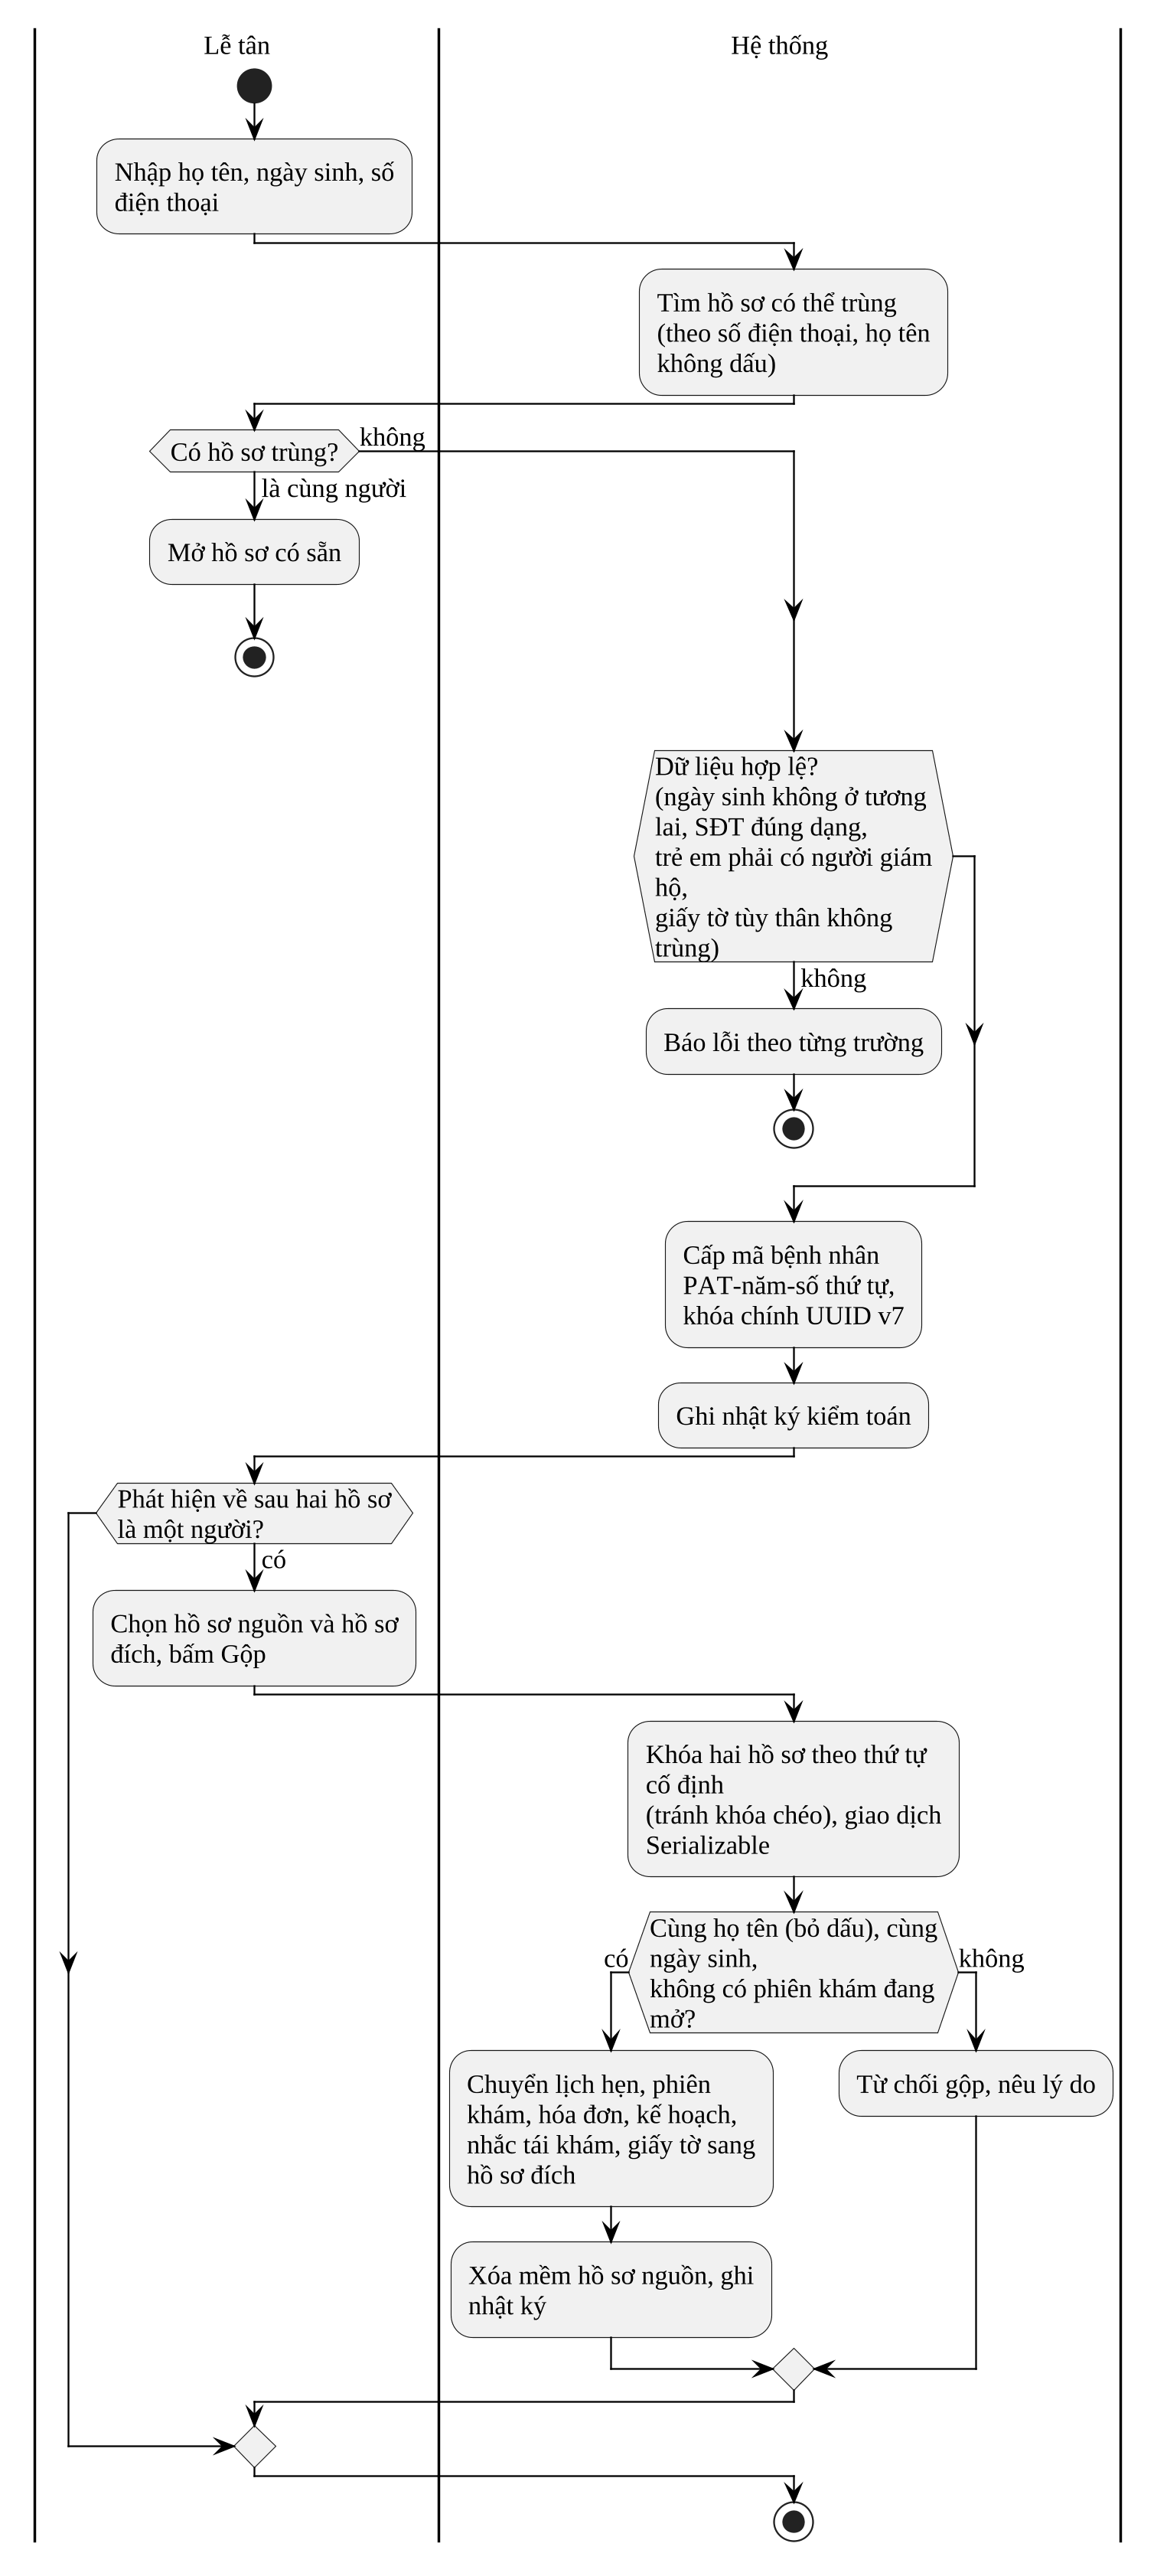 Lễ tân
Hệ thống
Nhập họ tên, ngày sinh, số
điện thoại
Tìm hồ sơ có thể trùng
(theo số điện thoại, họ tên
không dấu)
Có hồ sơ trùng?
không
là cùng người
Mở hồ sơ có sẵn
Dữ liệu hợp lệ?
(ngày sinh không ở tương
lai, SĐT đúng dạng,
trẻ em phải có người giám
hộ,
giấy tờ tùy thân không
trùng)
không
Báo lỗi theo từng trường
Cấp mã bệnh nhân
PAT-năm-số thứ tự,
khóa chính UUID v7
Ghi nhật ký kiểm toán
Phát hiện về sau hai hồ sơ
là một người?
có
Chọn hồ sơ nguồn và hồ sơ
đích, bấm Gộp
Khóa hai hồ sơ theo thứ tự
cố định
(tránh khóa chéo), giao dịch
Serializable
Cùng họ tên (bỏ dấu), cùng
ngày sinh,
không có phiên khám đang
mở?
có
không
Chuyển lịch hẹn, phiên
khám, hóa đơn, kế hoạch,
nhắc tái khám, giấy tờ sang
hồ sơ đích
Từ chối gộp, nêu lý do
Xóa mềm hồ sơ nguồn, ghi
nhật ký